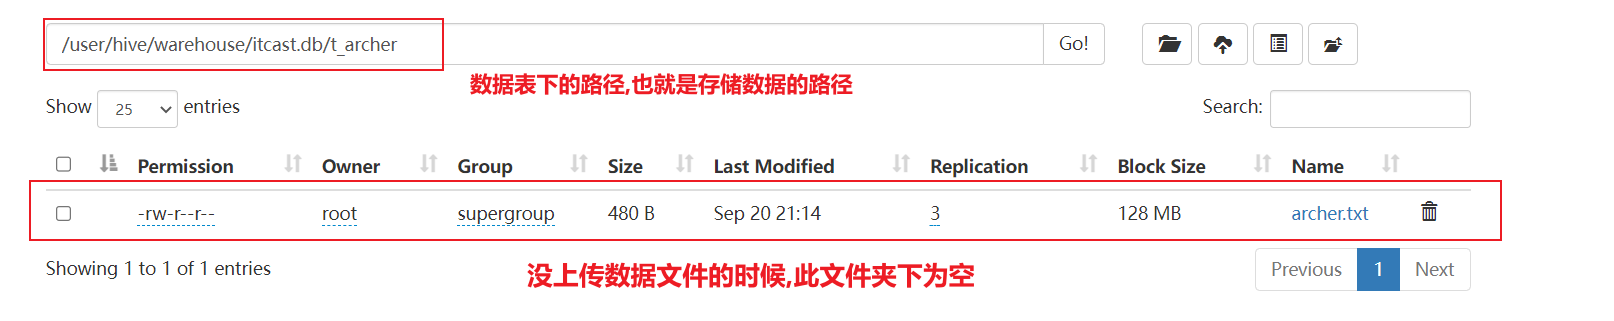 /user/hive/warehouse/itcast.db/t_archer Go!
数据表下的路径,也就是存储数据的路径
Show 25 entries Search:
Permission Owner Group Size Last Modified Replication Block Size Name
-rw-r--r-- root supergroup 480 B Sep 20 21:14 3 128 MB archer.txt
Showing 1 to 1 of 1 entries Previous 1 Next
没上传数据文件的时候,此文件夹下为空